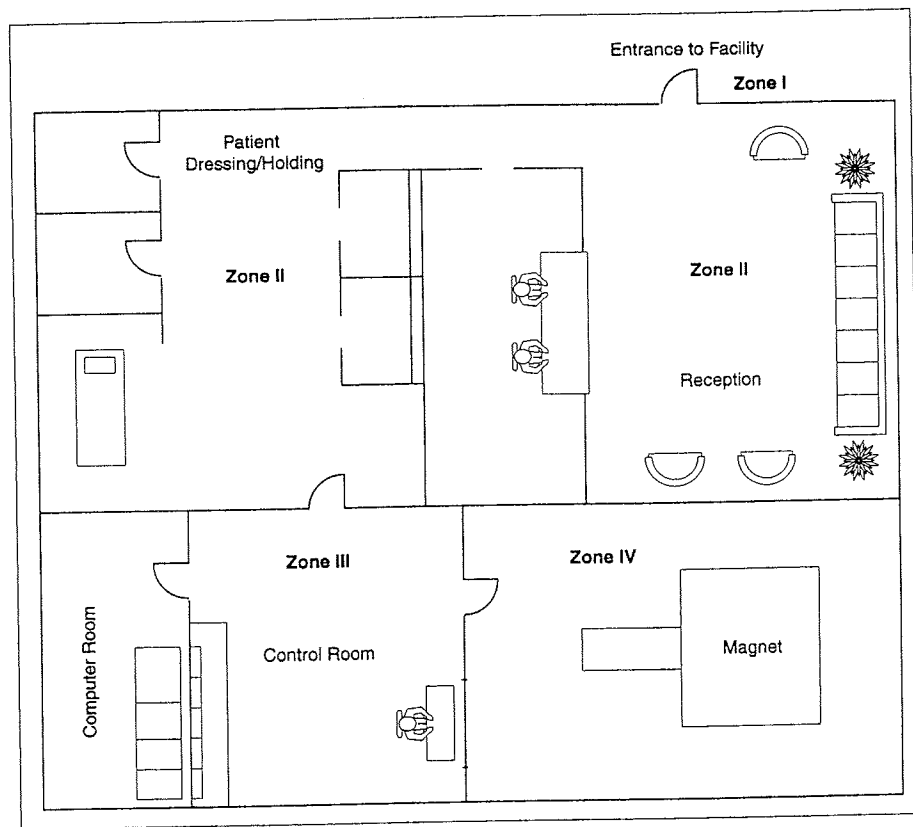 Entrance to Facility
Zone I
Patient
Dressing/Holding
Zone II
Zone II
Reception
Zone III
Zone IV
Computer Room
Control Room
Magnet